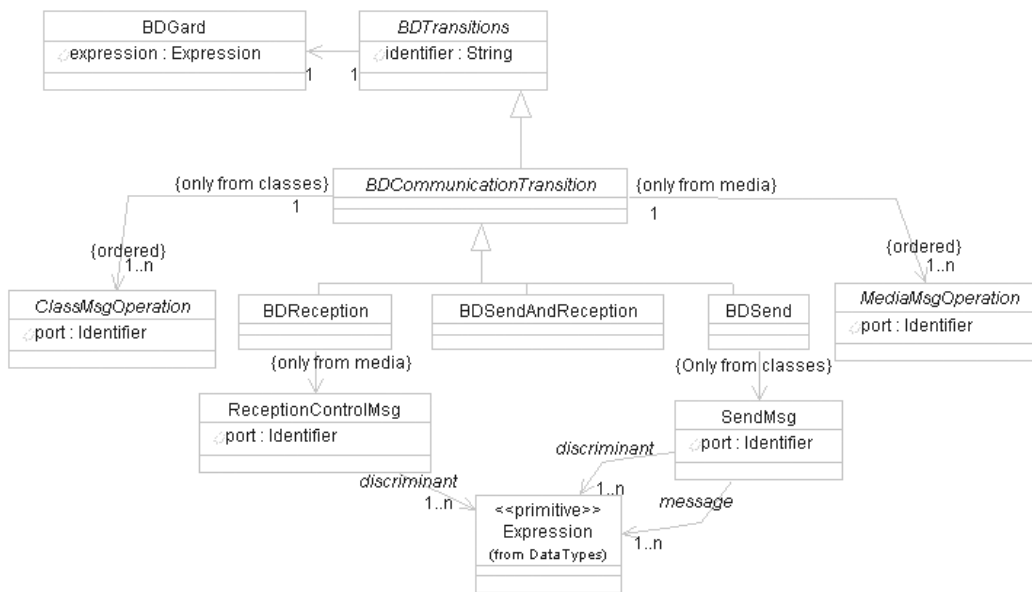 BDGard
BDTransitions
expression : Expression
identifier : String
1
1
BDCommunicationTransition
{only from classes}
{only from media}
1
1
{ordered}
1..n
{ordered}
1..n
ClassMsgOperation
port : Identifier
BDReception
BDSendAndReception
BDSend
MediaMsgOperation
port : Identifier
{only from media}
{Only from classes}
ReceptionControlMsg
port : Identifier
SendMsg
port : Identifier
discriminant
1..n
discriminant
1..n
message
1..n
<<primitive>>
Expression
(from DataTypes)